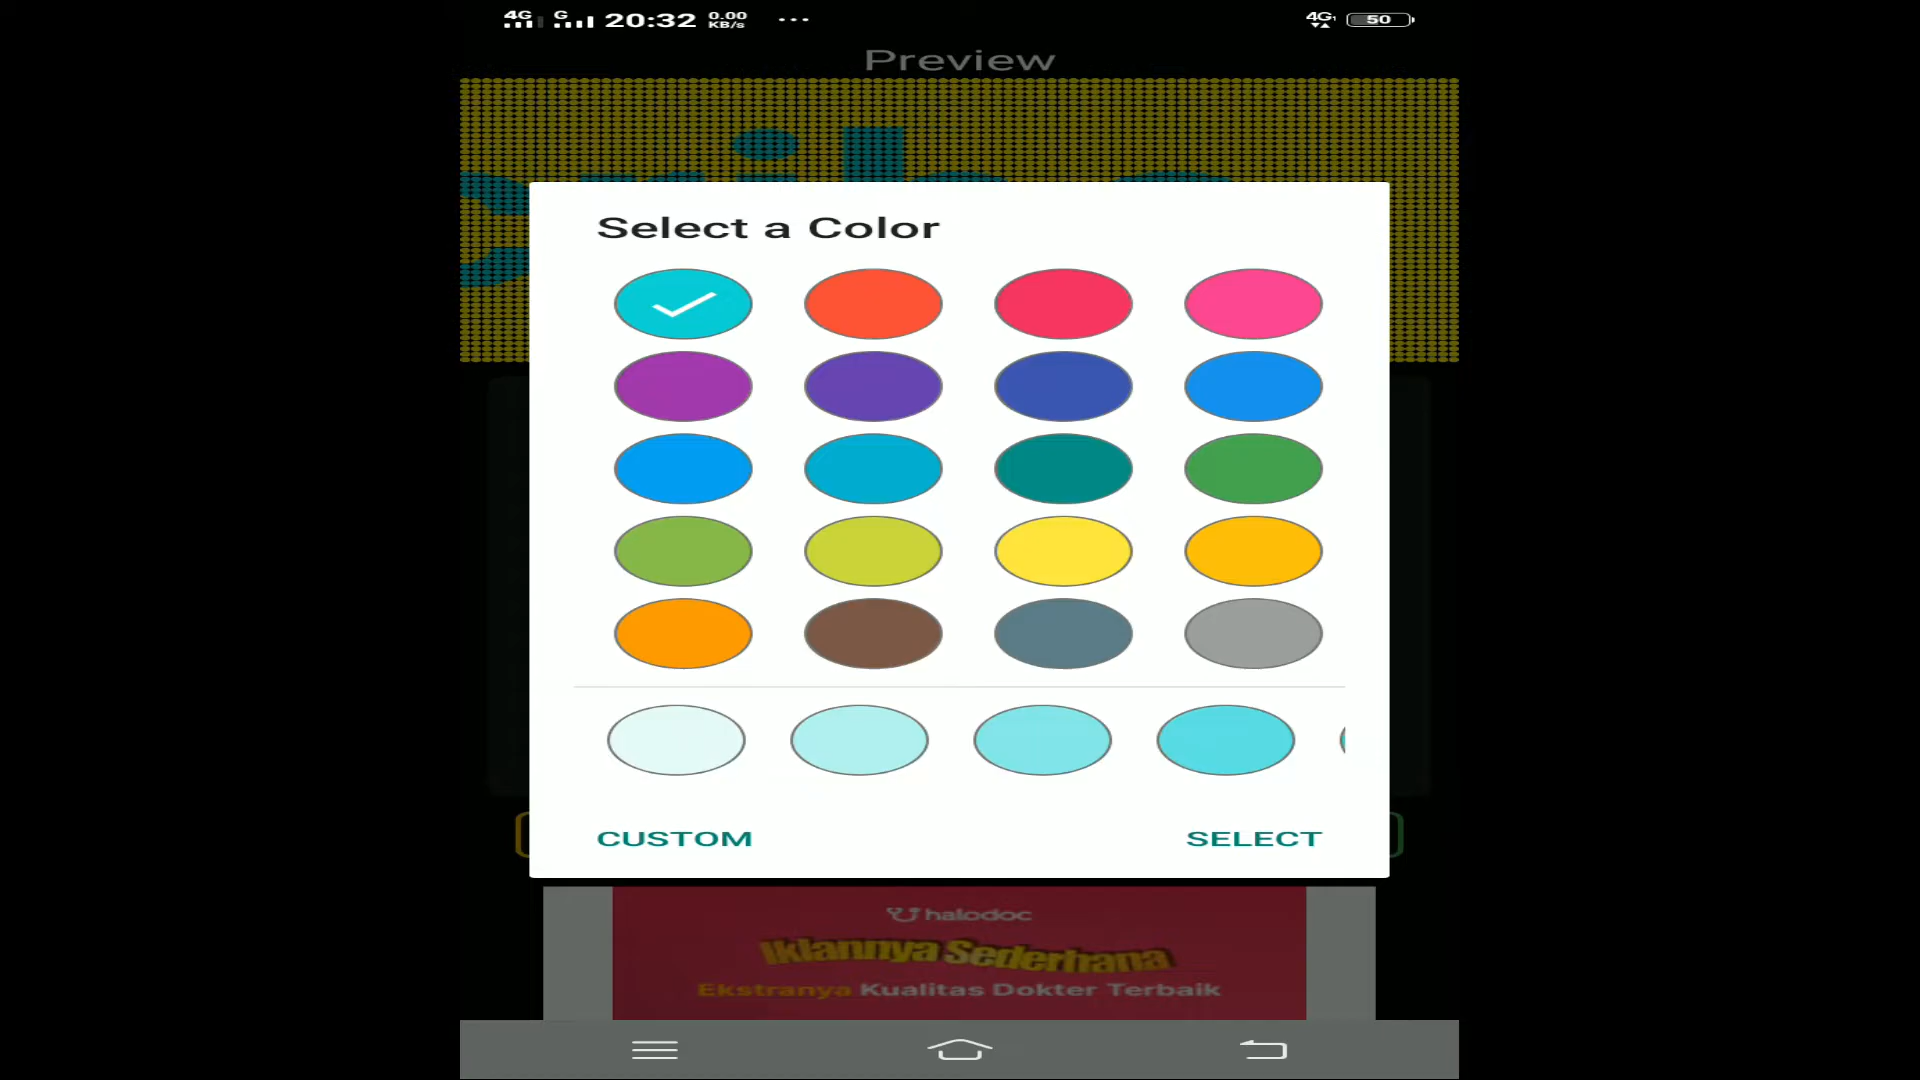 4G G 20:32 0.00 KB/s ... 4G 50
Preview
Select a Color
CUSTOM SELECT
halodoc
Iklannya Sederhana
Ekstranya Kualitas Dokter Terbaik